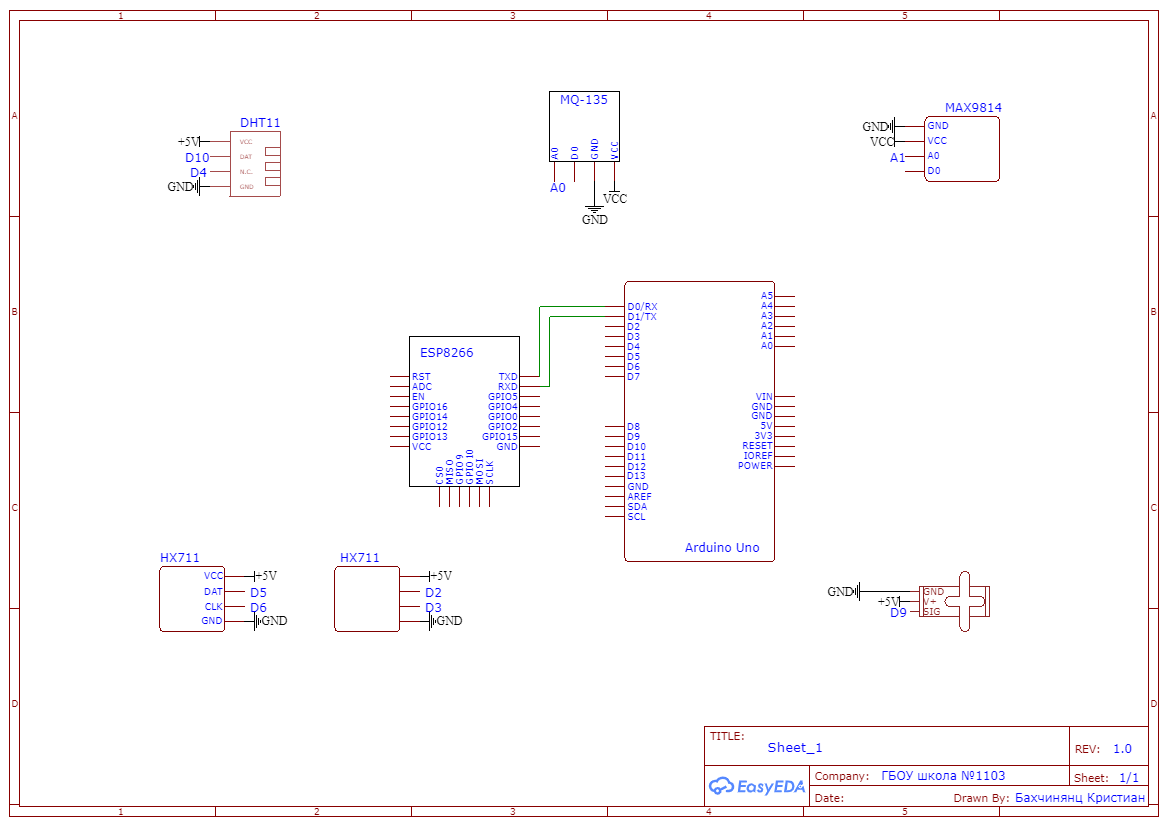 1 2 3 4 5
A A
B B
C C
D D
DHT11
+5V VCC
D10 DAT
D4 N.C.
GND GND
MQ-135
A0 D0 GND VCC
A0
VCC
GND
MAX9814
GND GND
VCC VCC
A1 A0
D0
ESP8266
RST TXD
ADC RXD
EN GPIO5
GPIO16 GPIO4
GPIO14 GPIO0
GPIO12 GPIO2
GPIO13 GPIO15
VCC GND
CS0 MISO GPIO9 GPIO10 MOSI SCLK
D0/RX
D1/TX
D2
D3
D4
D5
D6
D7
D8
D9
D10
D11
D12
D13
GND
AREF
SDA
SCL
A5
A4
A3
A2
A1
A0
VIN
GND
GND
5V
3V3
RESET
IOREF
POWER
Arduino Uno
HX711
VCC +5V
DAT D5
CLK D6
GND GND
HX711
+5V
D2
D3
GND
GND GND
+5V V+
D9 SIG
TITLE:
Sheet_1
REV: 1.0
EasyEDA
Company: ГБОУ школа №1103
Sheet: 1/1
Date:
Drawn By: Бахчинянц Кристиан
1 2 3 4 5